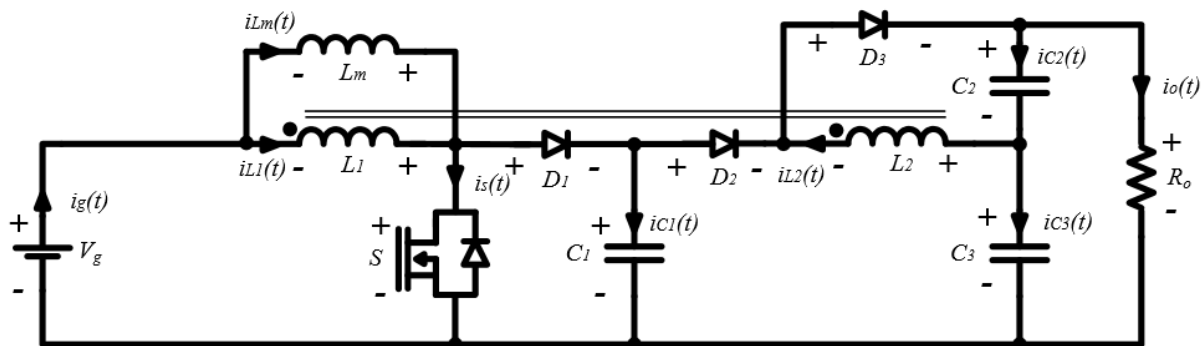 iLm(t)
- Lm +
iL1(t)
- L1 +
ig(t)
+
Vg
-
is(t)
+
S
-
+ D1 -
iC1(t)
+
C1
-
+ D2 -
iL2(t)
- L2 +
+ D3 -
iC2(t)
+
C2
-
iC3(t)
+
C3
-
io(t)
+
Ro
-